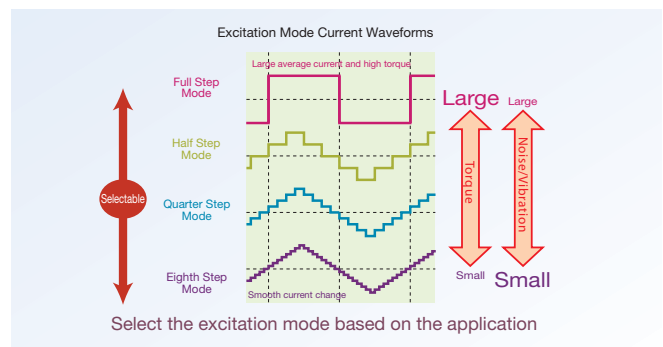 Excitation Mode Current Waveforms
Large average current and high torque
Full Step
Mode
Half Step
Mode
Quarter Step
Mode
Eighth Step
Mode
Smooth current change
Selectable
Large
Large
Torque
Noise/Vibration
Small
Small
Select the excitation mode based on the application